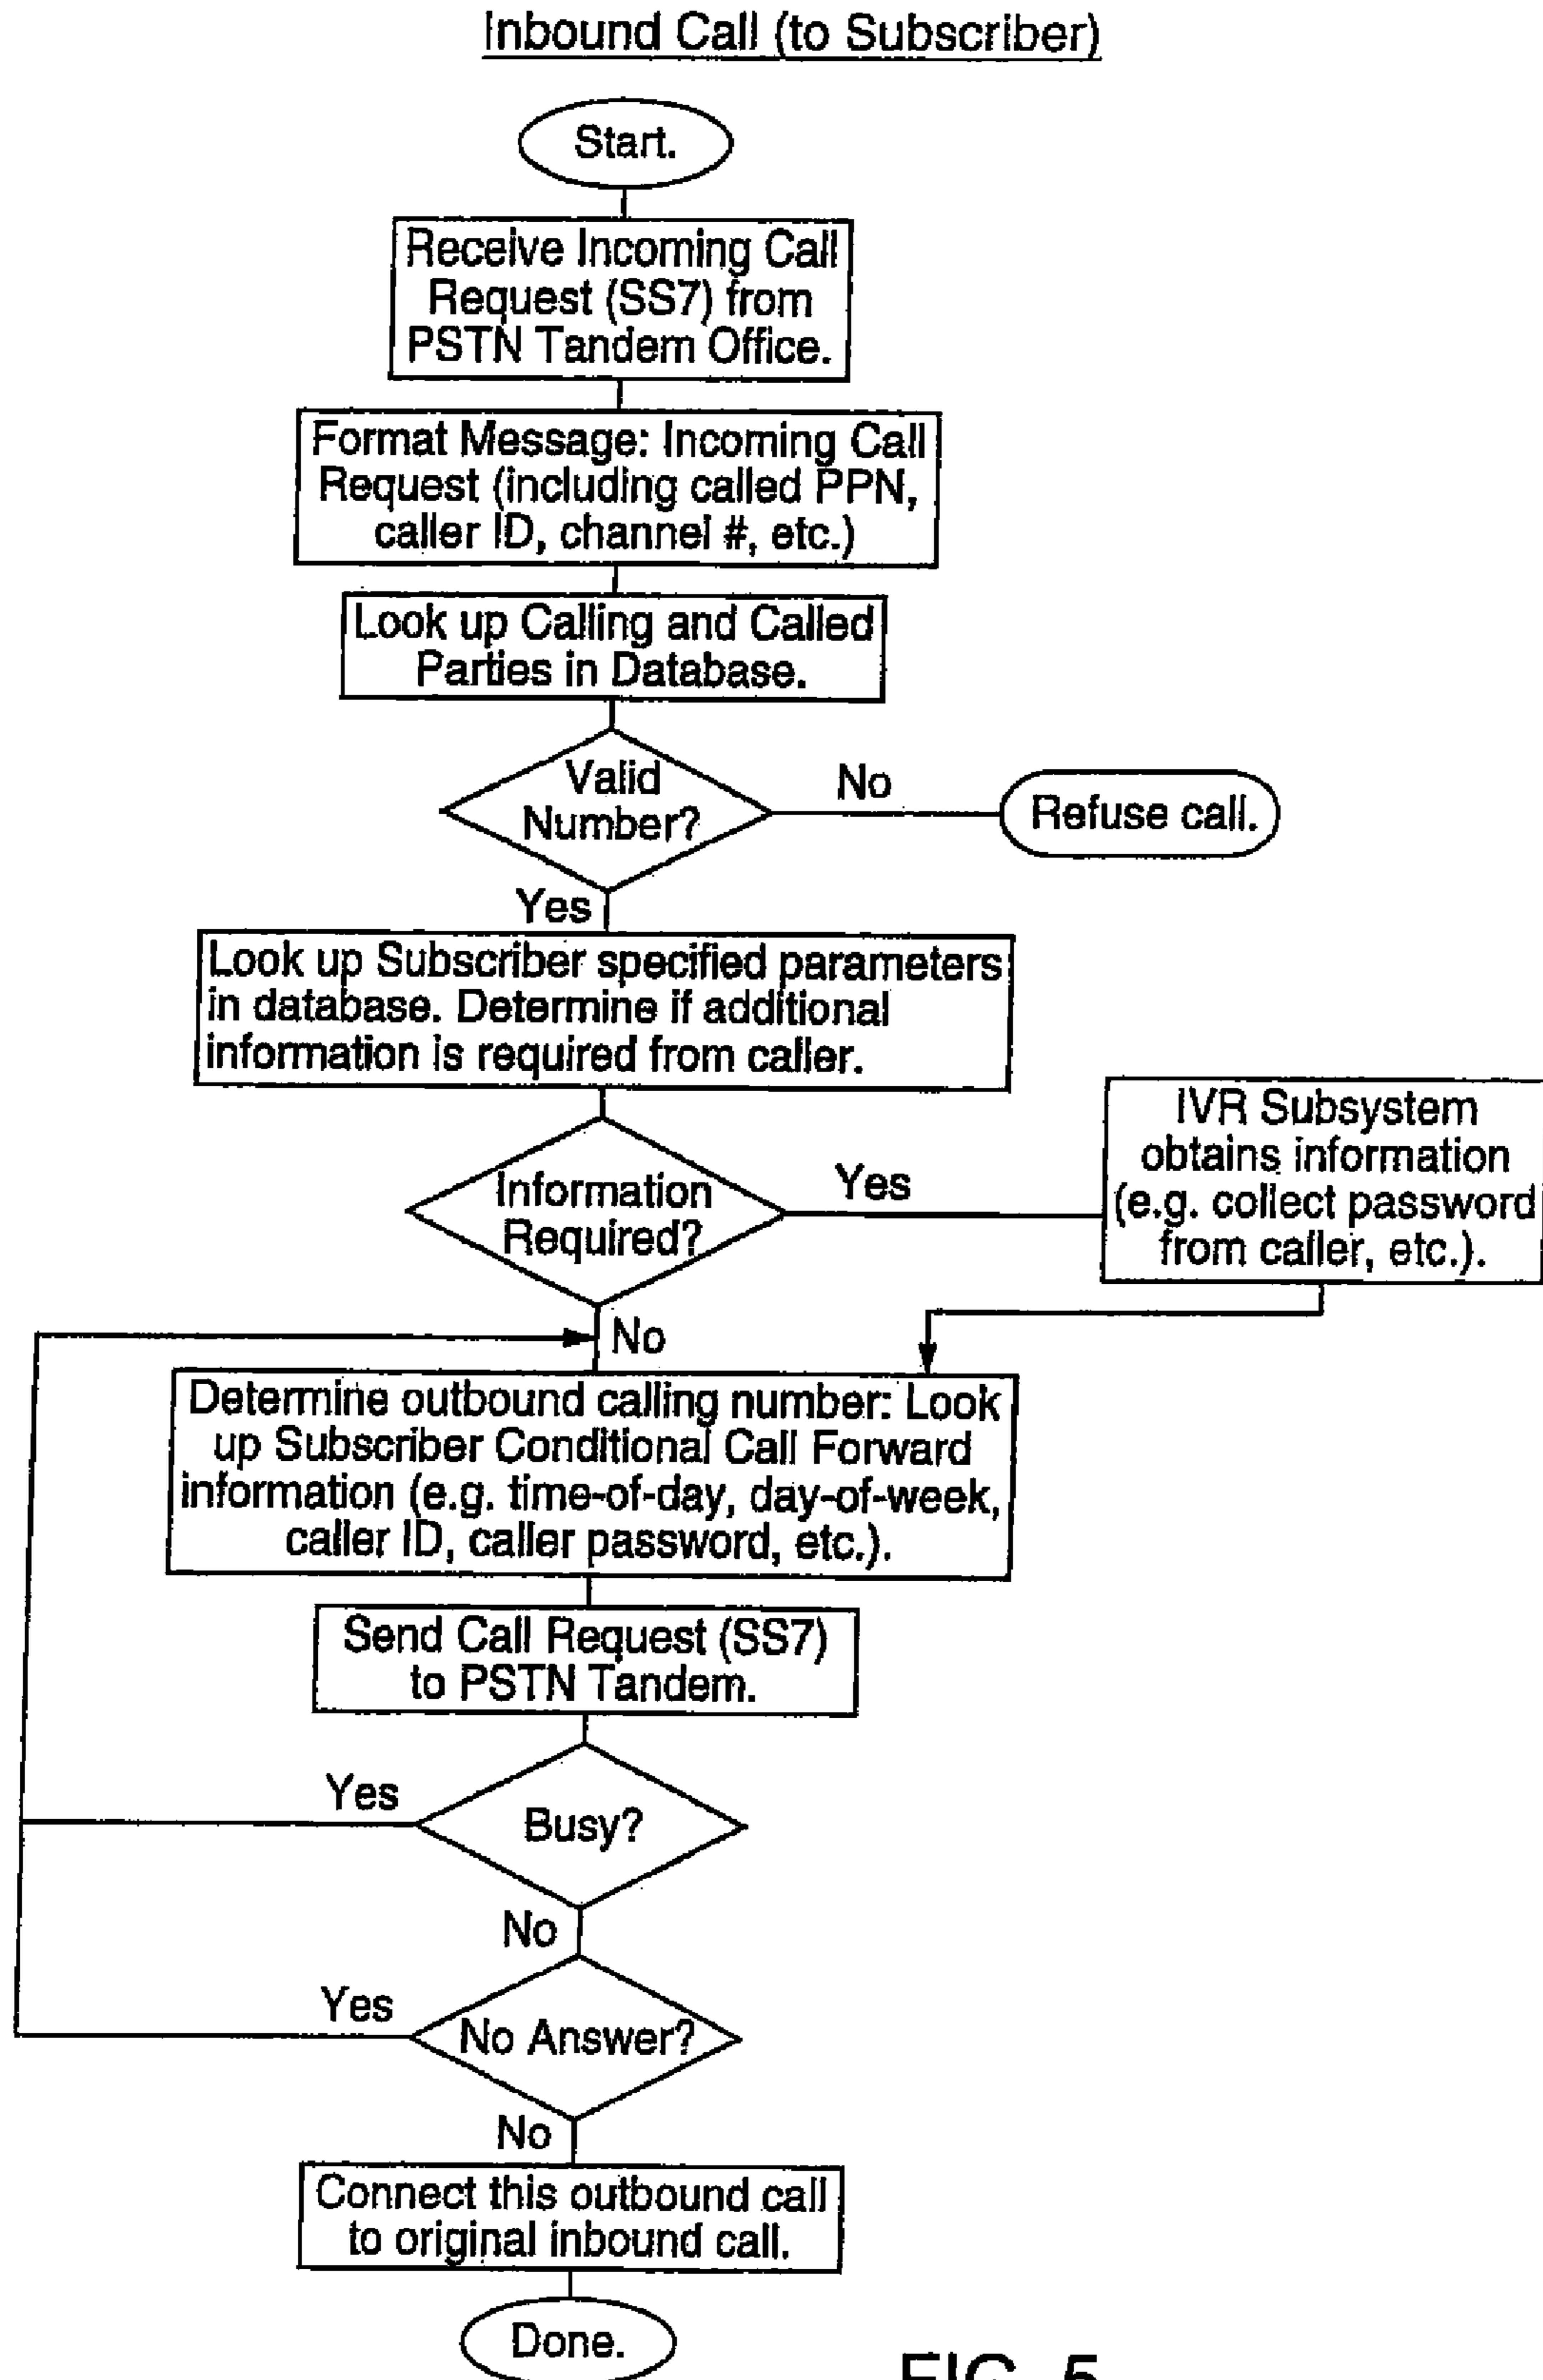 Inbound Call (to Subscriber)
Start.
Receive Incoming Call
Request (SS7) from
PSTN Tandem Office.
Format Message: Incoming Call
Request (including called PPN,
caller ID, channel #, etc.)
Look up Calling and Called
Parties in Database.
Valid
Number?
No
Refuse call.
Yes
Look up Subscriber specified parameters
in database. Determine if additional
information is required from caller.
Information
Required?
Yes
IVR Subsystem
obtains information
(e.g. collect password
from caller, etc.).
No
Determine outbound calling number: Look
up Subscriber Conditional Call Forward
information (e.g. time-of-day, day-of-week,
caller ID, caller password, etc.).
Send Call Request (SS7)
to PSTN Tandem.
Yes
Busy?
No
Yes
No Answer?
No
Connect this outbound call
to original inbound call.
Done.
FIG. 5